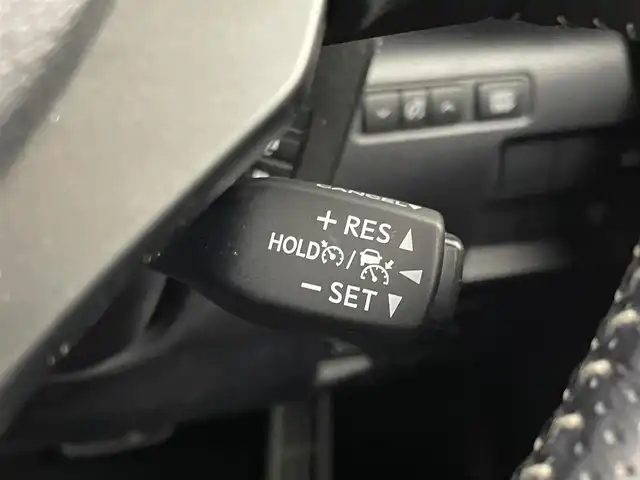 CANCEL
+ RES
HOLD /
− SET